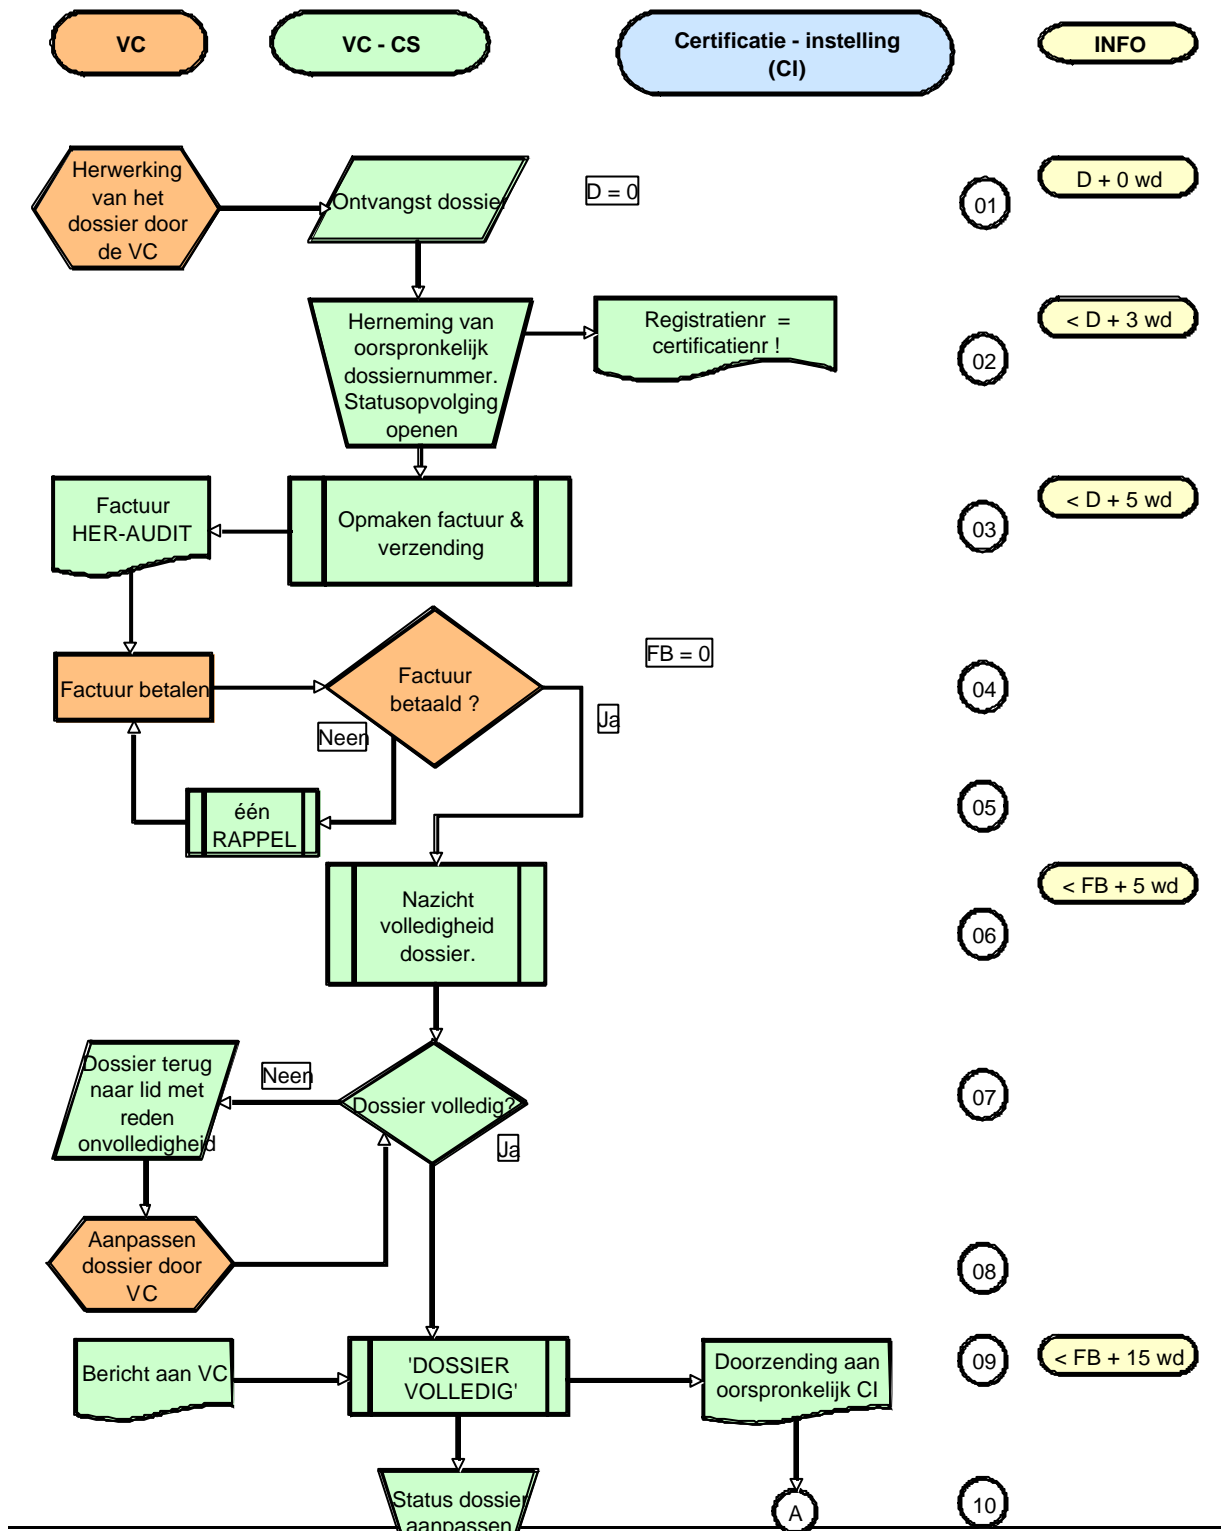 VC
VC - CS
Certificatie - instelling
(CI)
INFO
Herwerking
van het
dossier door
de VC
Ontvangst dossier
D = 0
01
D + 0 wd
Herneming van
oorspronkelijk
dossiernummer.
Statusopvolging
openen
Registratienr =
certificatienr !
02
< D + 3 wd
Factuur
HER-AUDIT
Opmaken factuur &
verzending
03
< D + 5 wd
Factuur betalen
Factuur
betaald ?
FB = 0
04
Ja
Neen
één
RAPPEL
05
Nazicht
volledigheid
dossier.
06
< FB + 5 wd
Dossier terug
naar lid met
reden
onvolledigheid
Neen
Dossier volledig?
Ja
07
Aanpassen
dossier door
VC
08
Bericht aan VC
'DOSSIER
VOLLEDIG'
Doorzending aan
oorspronkelijk CI
09
< FB + 15 wd
Status dossier
aanpassen
A
10